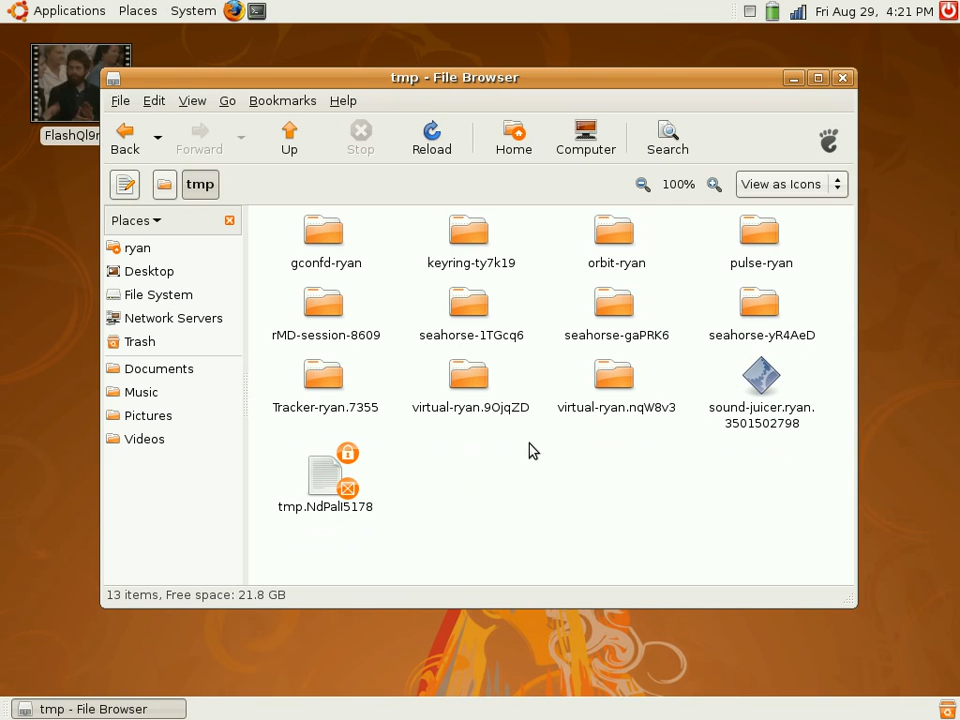 Applications Places System Fri Aug 29, 4:21 PM
FlashQl9r
tmp - File Browser
File Edit View Go Bookmarks Help
Back Forward Up Stop Reload Home Computer Search
tmp 100% View as Icons
Places
ryan
Desktop
File System
Network Servers
Trash
Documents
Music
Pictures
Videos
gconfd-ryan keyring-ty7k19 orbit-ryan pulse-ryan
rMD-session-8609 seahorse-1TGcq6 seahorse-gaPRK6 seahorse-yR4AeD
Tracker-ryan.7355 virtual-ryan.9OjqZD virtual-ryan.nqW8v3 sound-juicer.ryan.
3501502798
tmp.NdPalI5178
13 items, Free space: 21.8 GB
tmp - File Browser